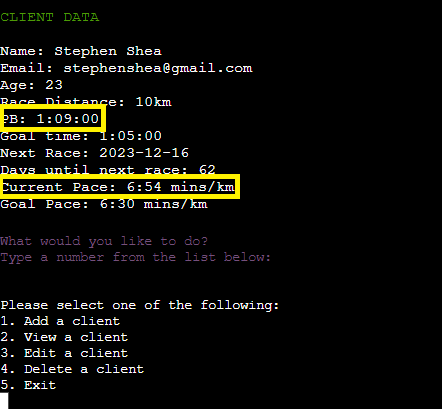 CLIENT DATA
Name: Stephen Shea
Email: stephenshea@gmail.com
Age: 23
Race Distance: 10km
PB: 1:09:00
Goal time: 1:05:00
Next Race: 2023-12-16
Days until next race: 62
Current Pace: 6:54 mins/km
Goal Pace: 6:30 mins/km
What would you like to do?
Type a number from the list below:
Please select one of the following:
1. Add a client
2. View a client
3. Edit a client
4. Delete a client
5. Exit